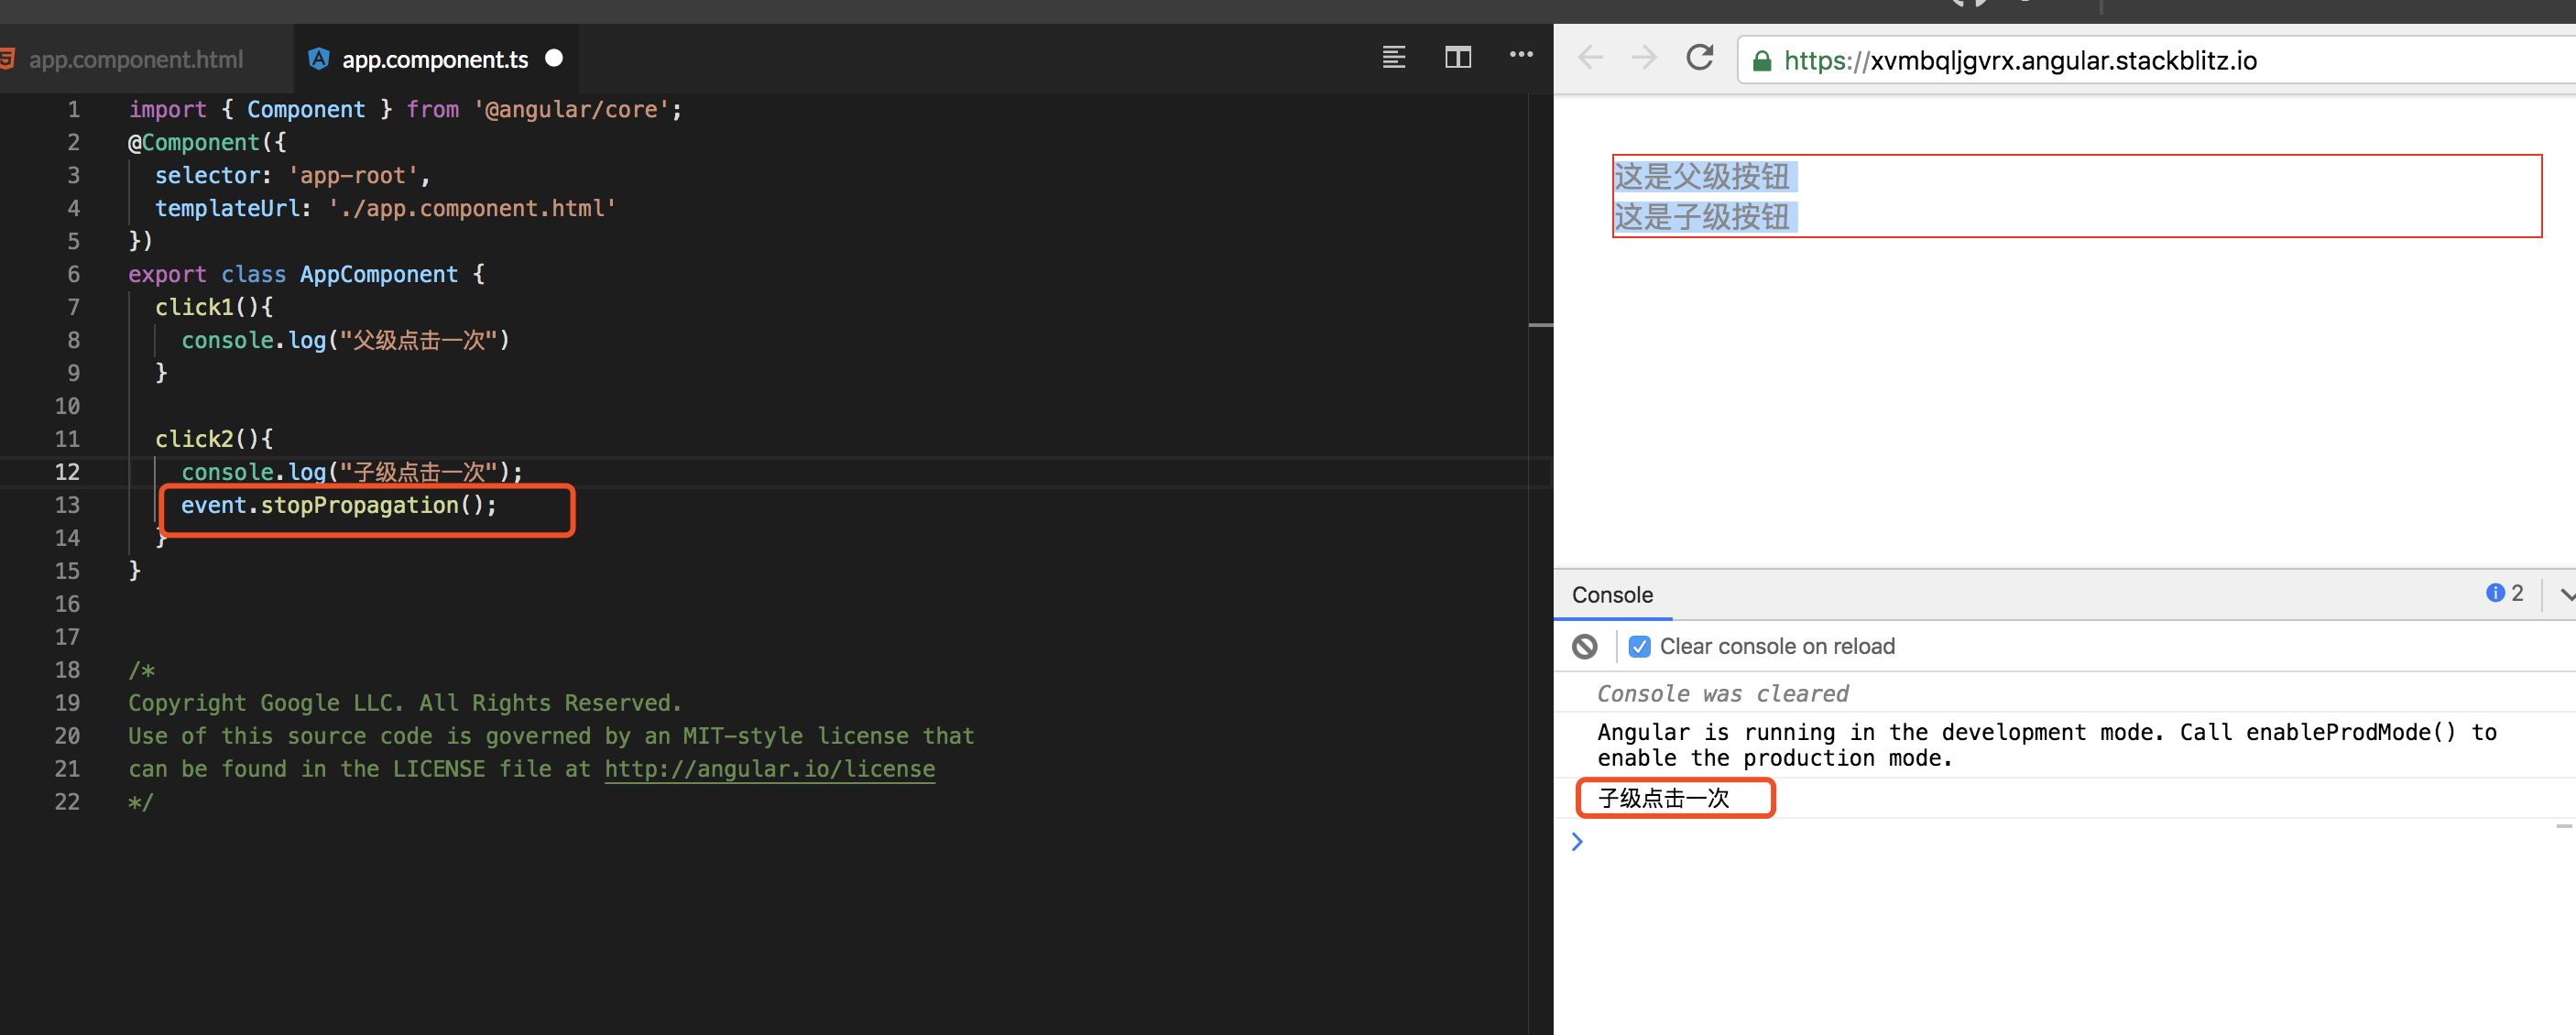 app.component.html
app.component.ts
1 import { Component } from '@angular/core';
2 @Component({
3 selector: 'app-root',
4 templateUrl: './app.component.html'
5 })
6 export class AppComponent {
7 click1(){
8 console.log("父级点击一次")
9 }
10
11 click2(){
12 console.log("子级点击一次");
13 event.stopPropagation();
14 }
15 }
16
17
18 /*
19 Copyright Google LLC. All Rights Reserved.
20 Use of this source code is governed by an MIT-style license that
21 can be found in the LICENSE file at http://angular.io/license
22 */
https://xvmbqljgvrx.angular.stackblitz.io
这是父级按钮
这是子级按钮
Console
2
Clear console on reload
Console was cleared
Angular is running in the development mode. Call enableProdMode() to
enable the production mode.
子级点击一次